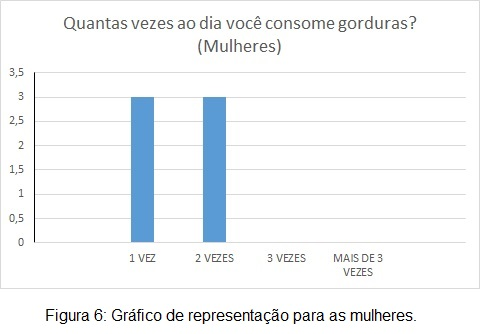 Quantas vezes ao dia você consome gorduras?
(Mulheres)
3,5
3
2,5
2
1,5
1
0,5
0
1 VEZ
2 VEZES
3 VEZES
MAIS DE 3
VEZES
Figura 6: Gráfico de representação para as mulheres.